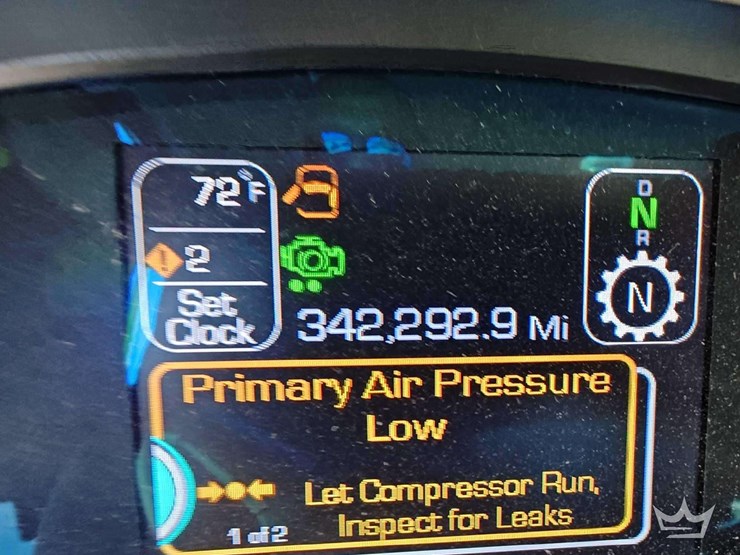 72°F
2
Set
Clock
342,292.9 Mi
D
N
R
N
Primary Air Pressure
Low
Let Compressor Run,
Inspect for Leaks
1 of 2